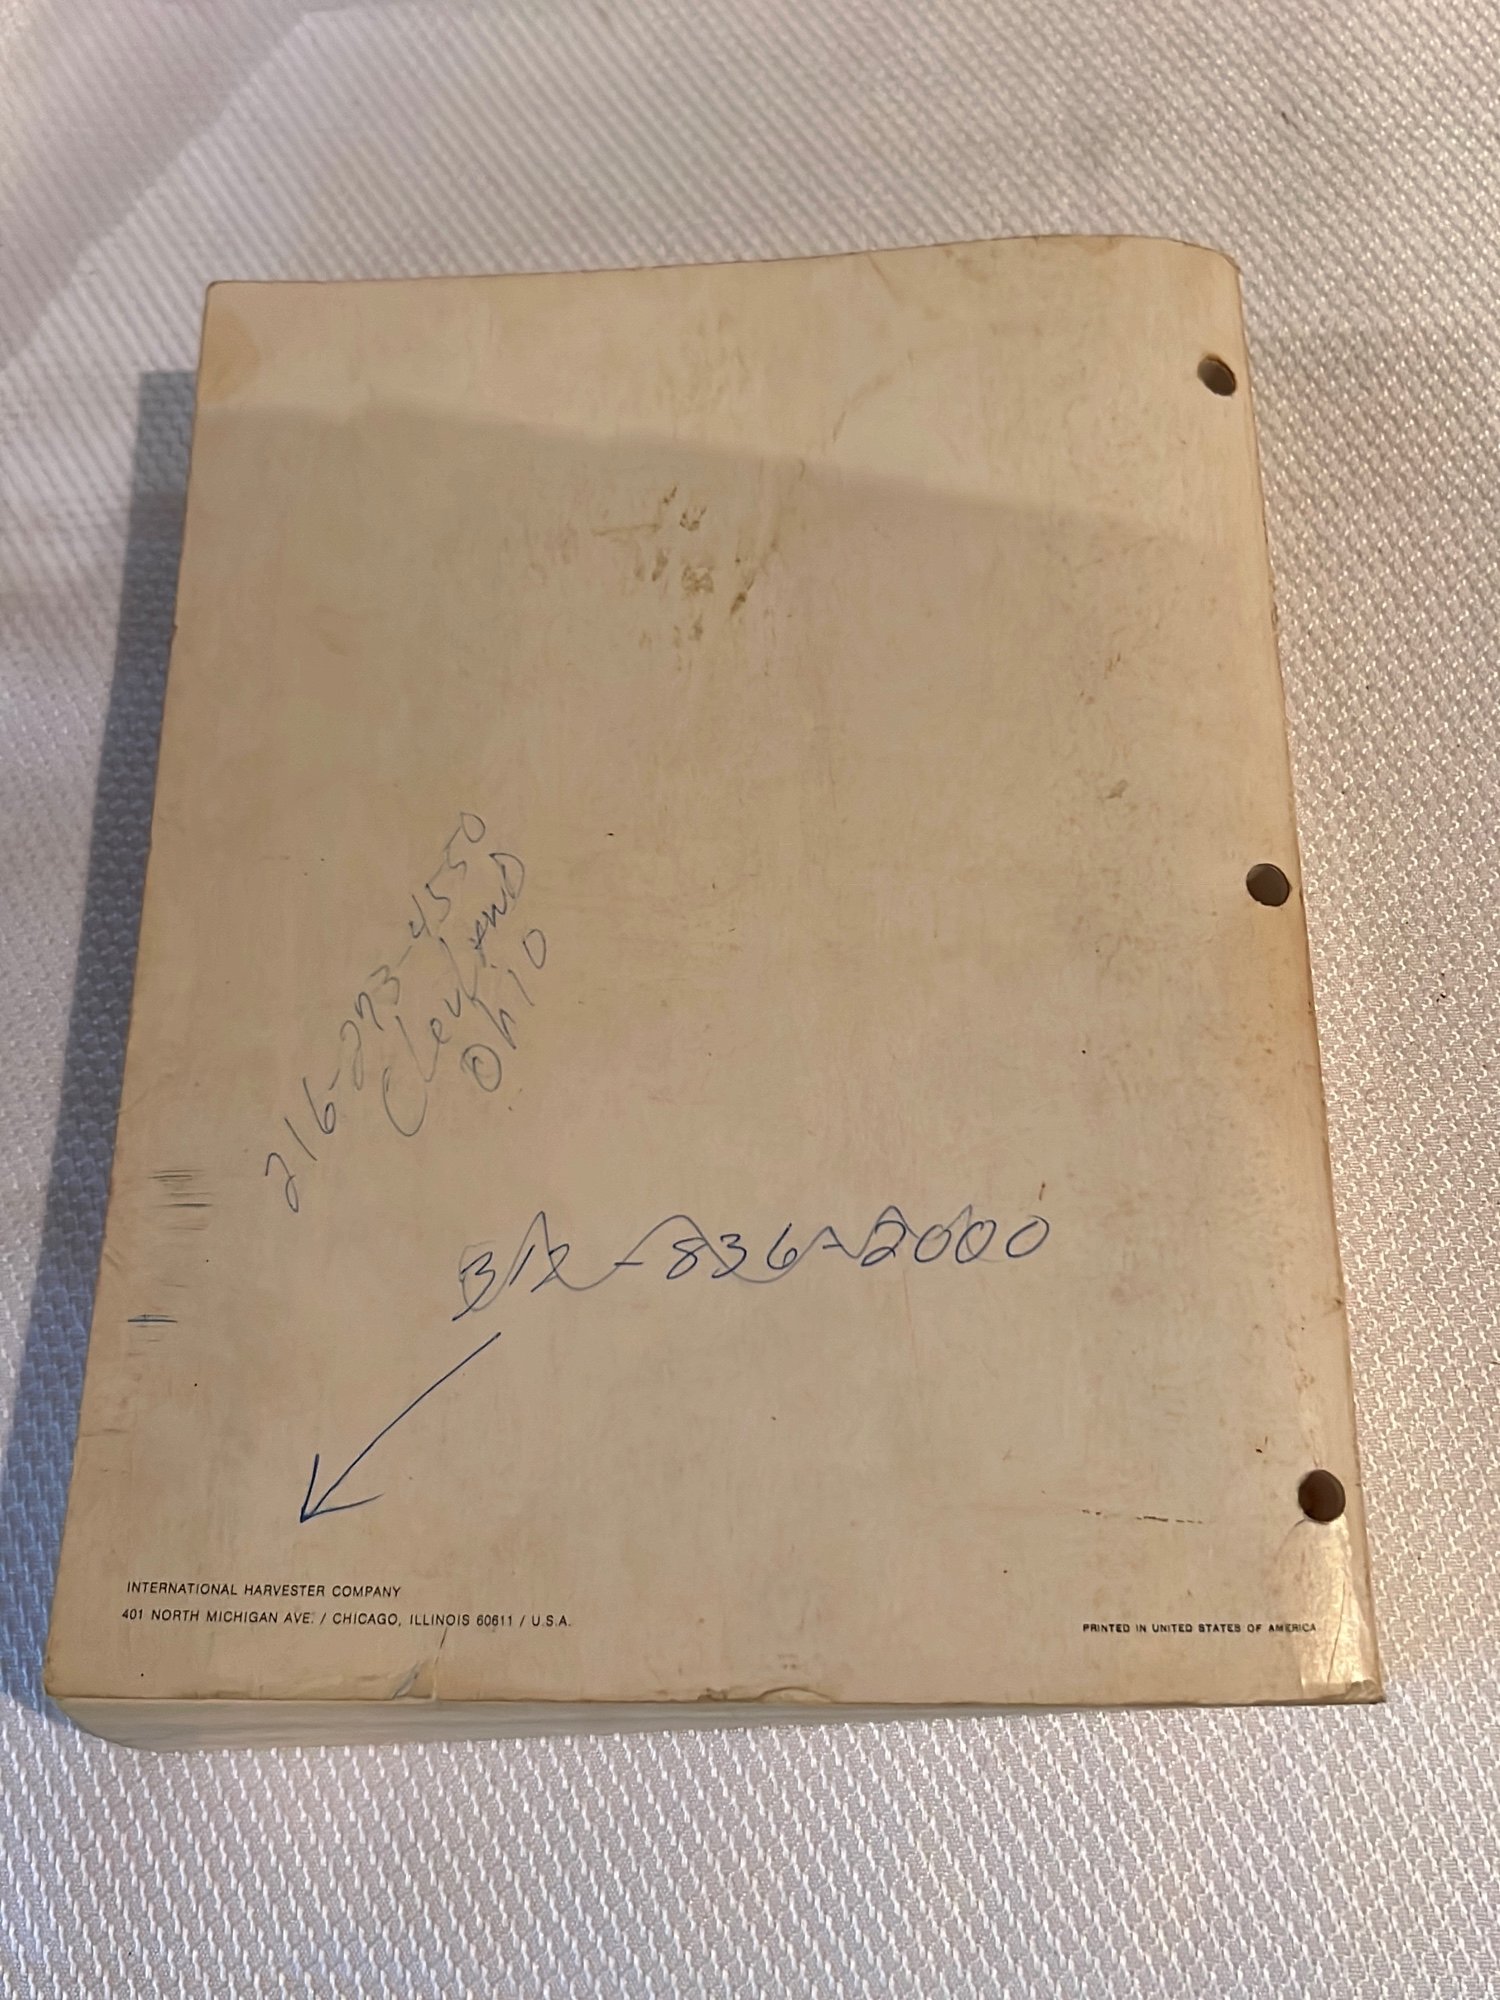 216-273-4550
Cleveland
Ohio
312-836-2000
INTERNATIONAL HARVESTER COMPANY
401 NORTH MICHIGAN AVE. / CHICAGO, ILLINOIS 60611 / U.S.A.
PRINTED IN UNITED STATES OF AMERICA